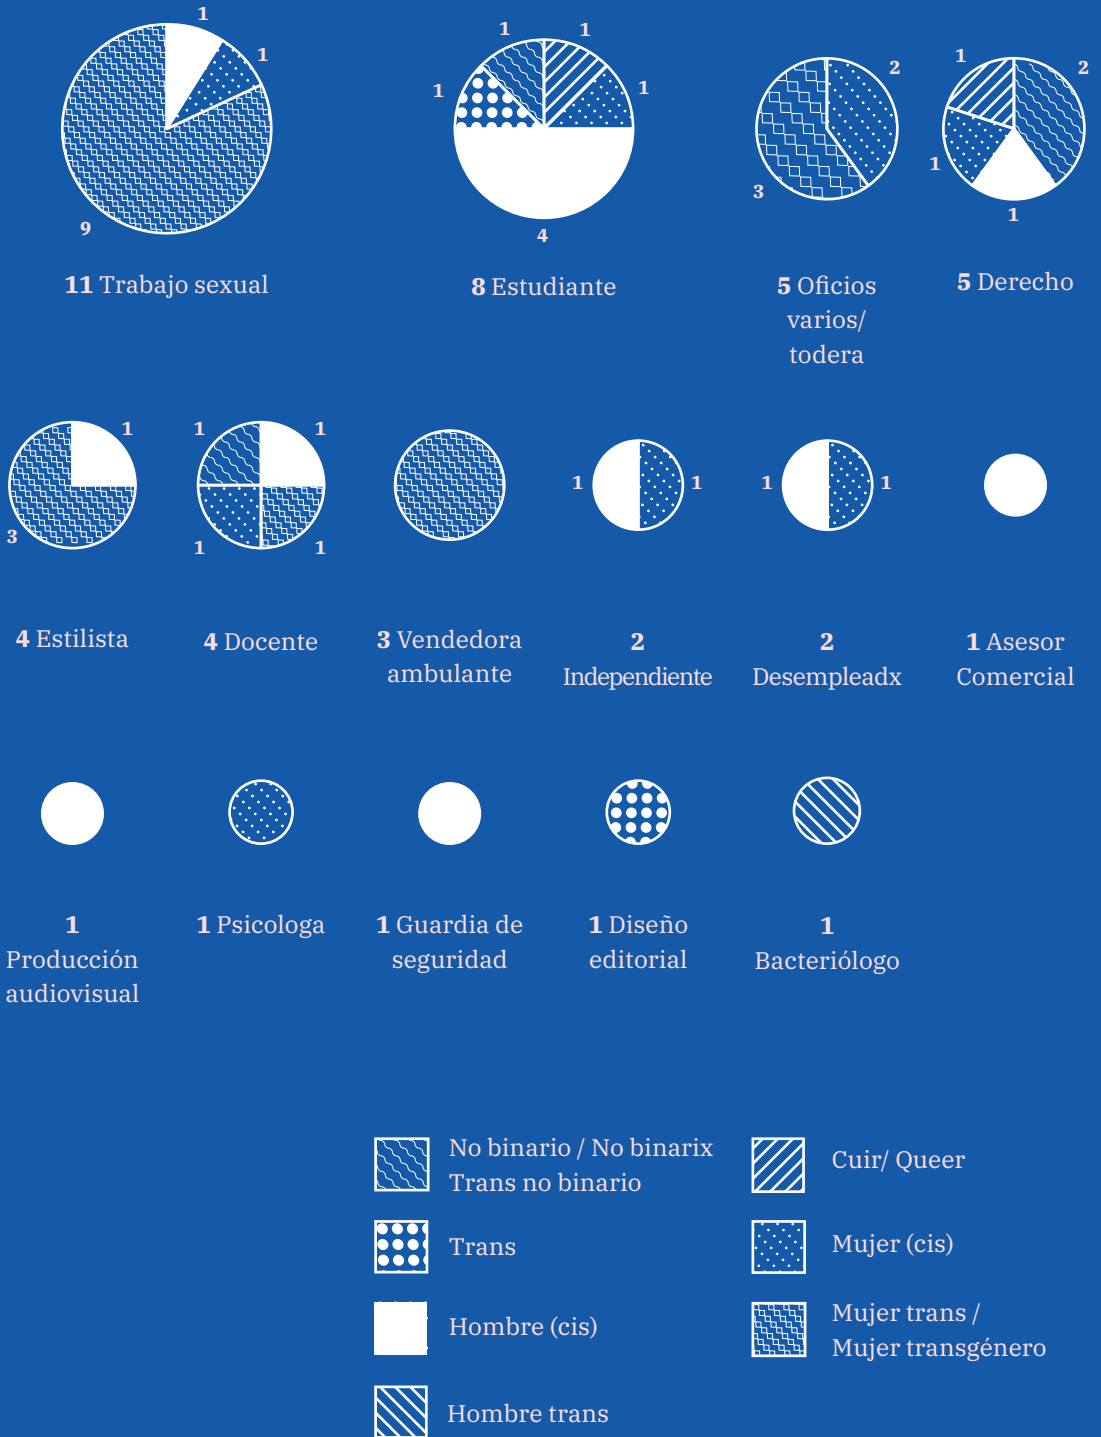 1
1
9
11 Trabajo sexual
1
1
1
1
4
8 Estudiante
2
3
5 Oficios
varios/
todera
1
2
1
1
5 Derecho
1
3
4 Estilista
1
1
1
1
4 Docente
3 Vendedora
ambulante
1
1
2
Independiente
1
1
2
Desempleadx
1 Asesor
Comercial
1
Producción
audiovisual
1 Psicologa
1 Guardia de
seguridad
1 Diseño
editorial
1
Bacteriólogo
No binario / No binarix
Trans no binario
Trans
Hombre (cis)
Hombre trans
Cuir/ Queer
Mujer (cis)
Mujer trans /
Mujer transgénero